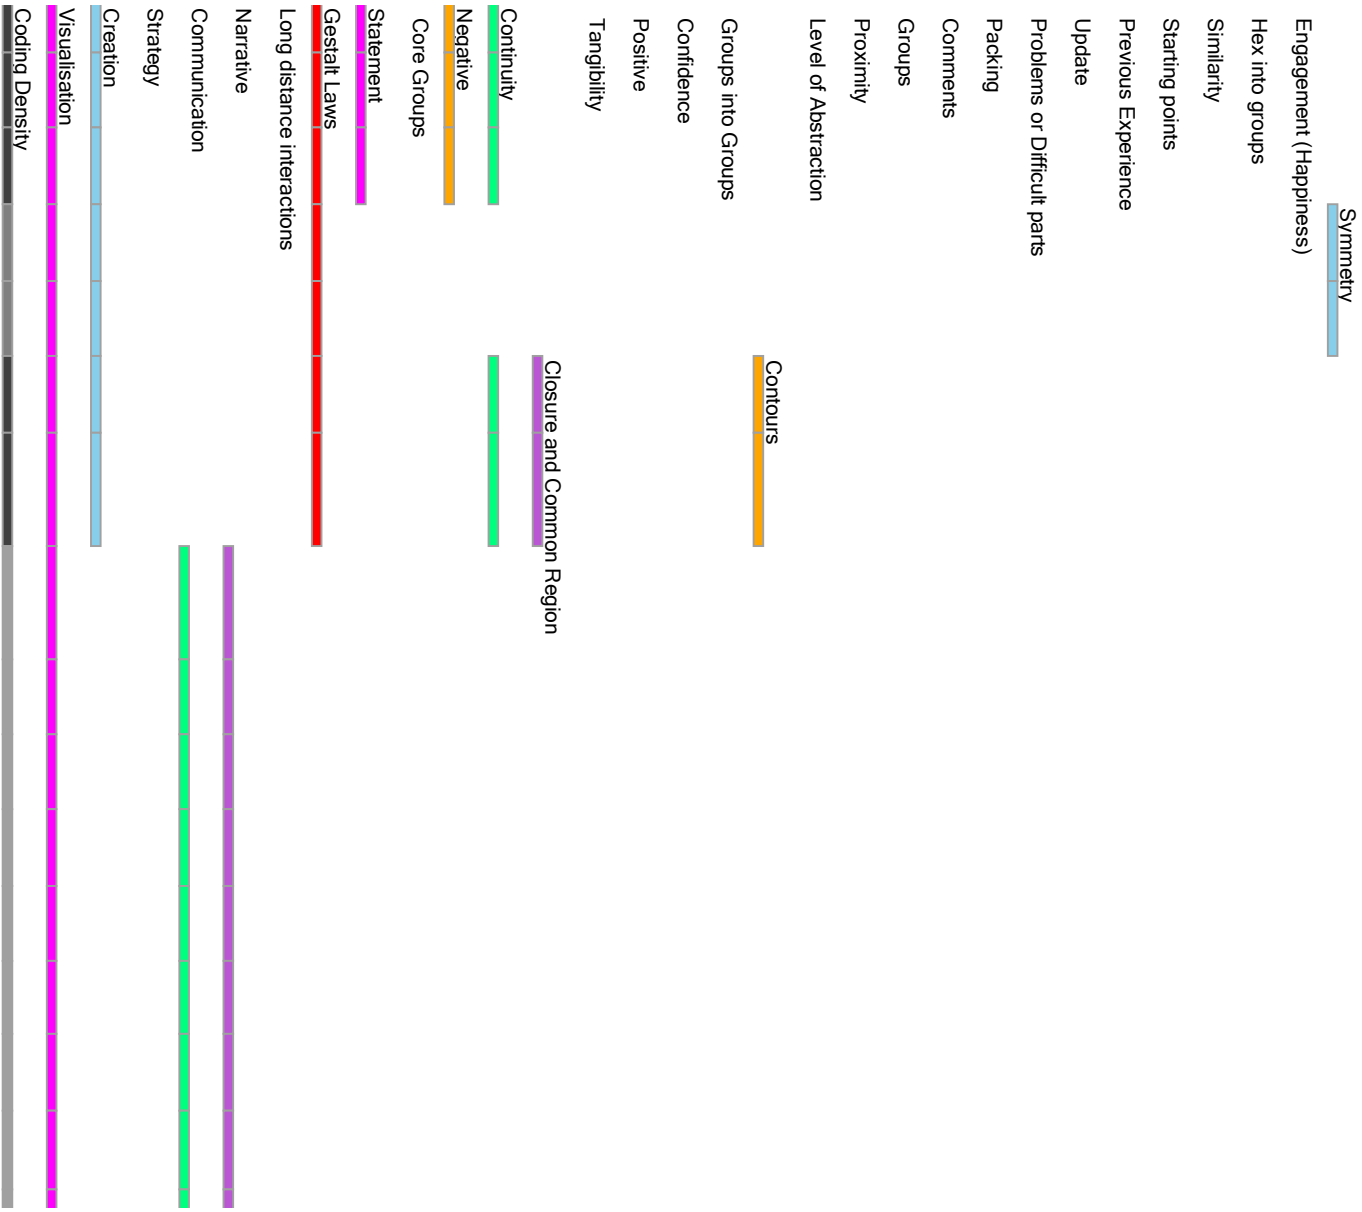 Coding Density
Visualisation
Creation
Strategy
Communication
Narrative
Long distance interactions
Gestalt Laws
Statement
Core Groups
Negative
Continuity
Closure and Common Region
Tangibility
Positive
Confidence
Groups into Groups
Contours
Level of Abstraction
Proximity
Groups
Comments
Packing
Problems or Difficult parts
Update
Previous Experience
Starting points
Similarity
Hex into groups
Engagement (Happiness)
Symmetry